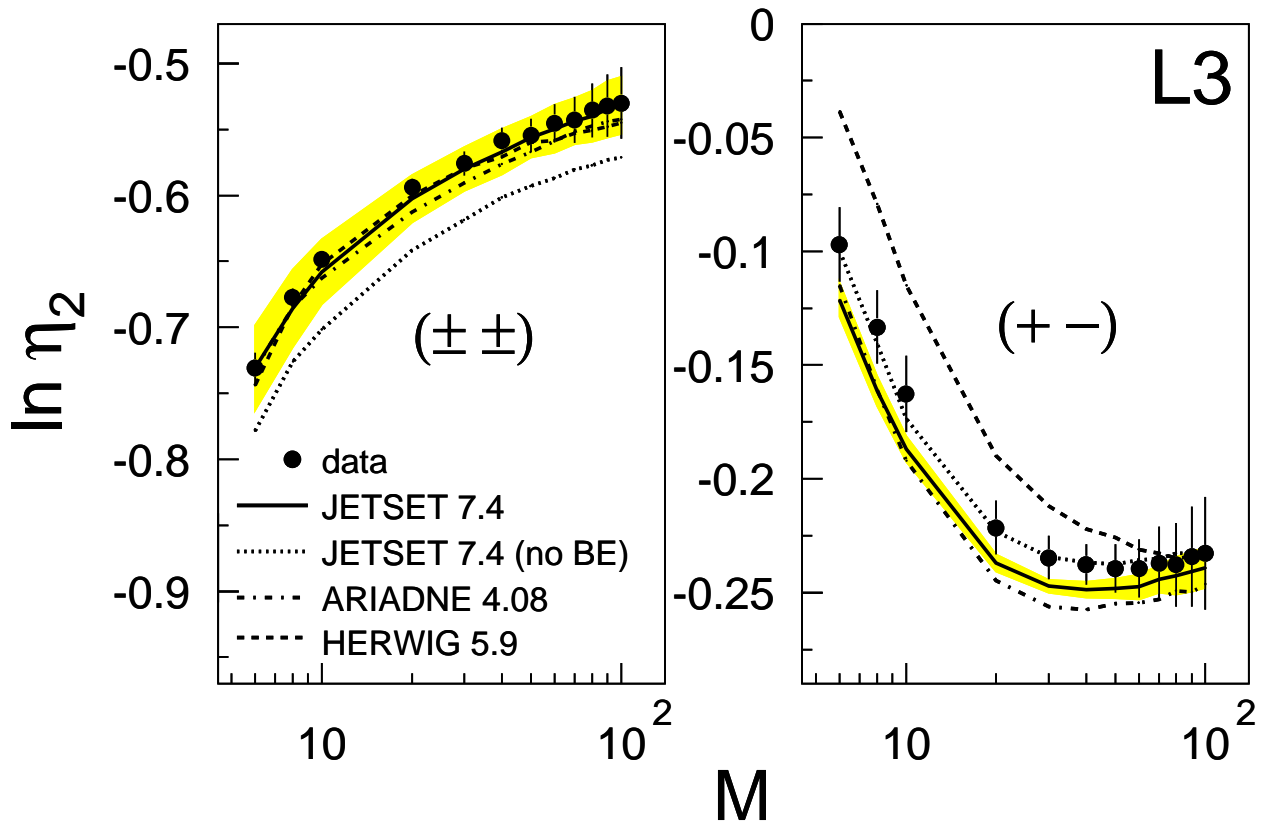 ln η2
-0.5
-0.6
-0.7
-0.8
-0.9
(± ±)
data
JETSET 7.4
JETSET 7.4 (no BE)
ARIADNE 4.08
HERWIG 5.9
10
10 2
0
-0.05
-0.1
-0.15
-0.2
-0.25
L3
(+ −)
10
10 2
M